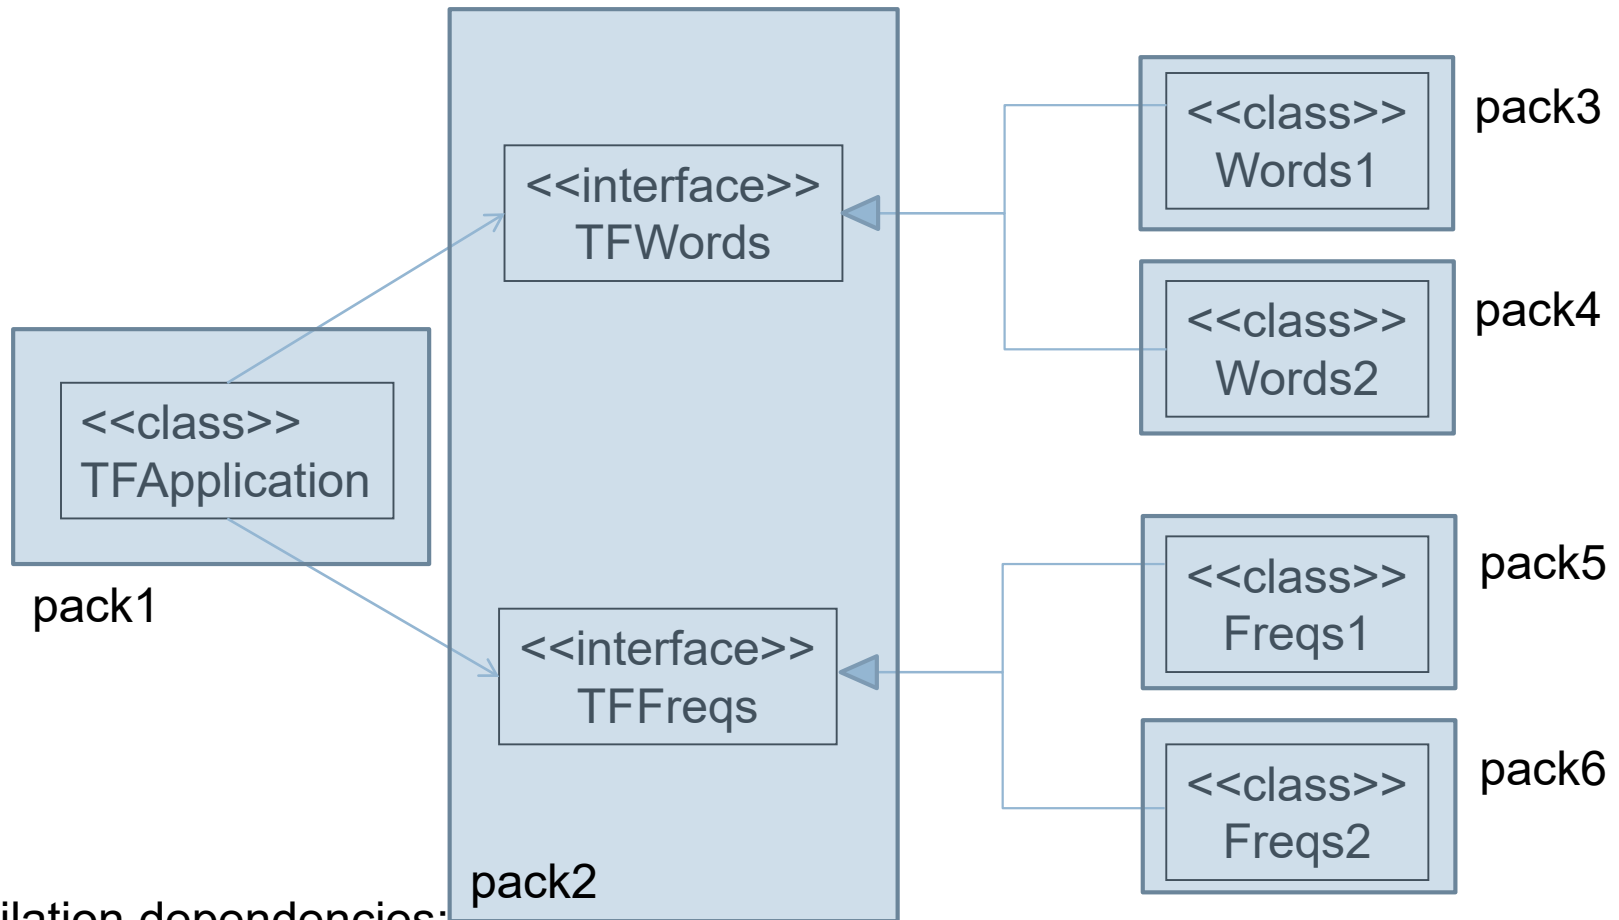 <<class>>
Words1
pack3
<<interface>>
TFWords
<<class>>
Words2
pack4
<<class>>
TFApplication
pack1
<<class>>
Freqs1
pack5
<<interface>>
TFFreqs
<<class>>
Freqs2
pack6
pack2
dependencies: